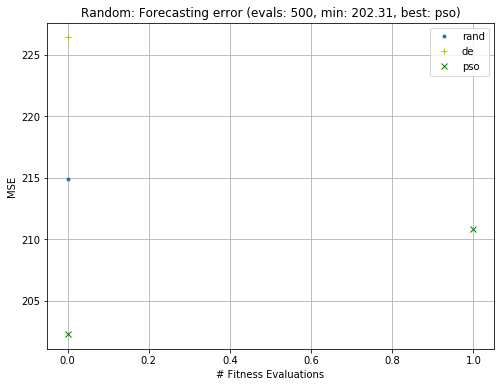 Random: Forecasting error (evals: 500, min: 202.31, best: pso)
rand
de
pso
225
220
215
210
205
MSE
0.0 0.2 0.4 0.6 0.8 1.0
# Fitness Evaluations